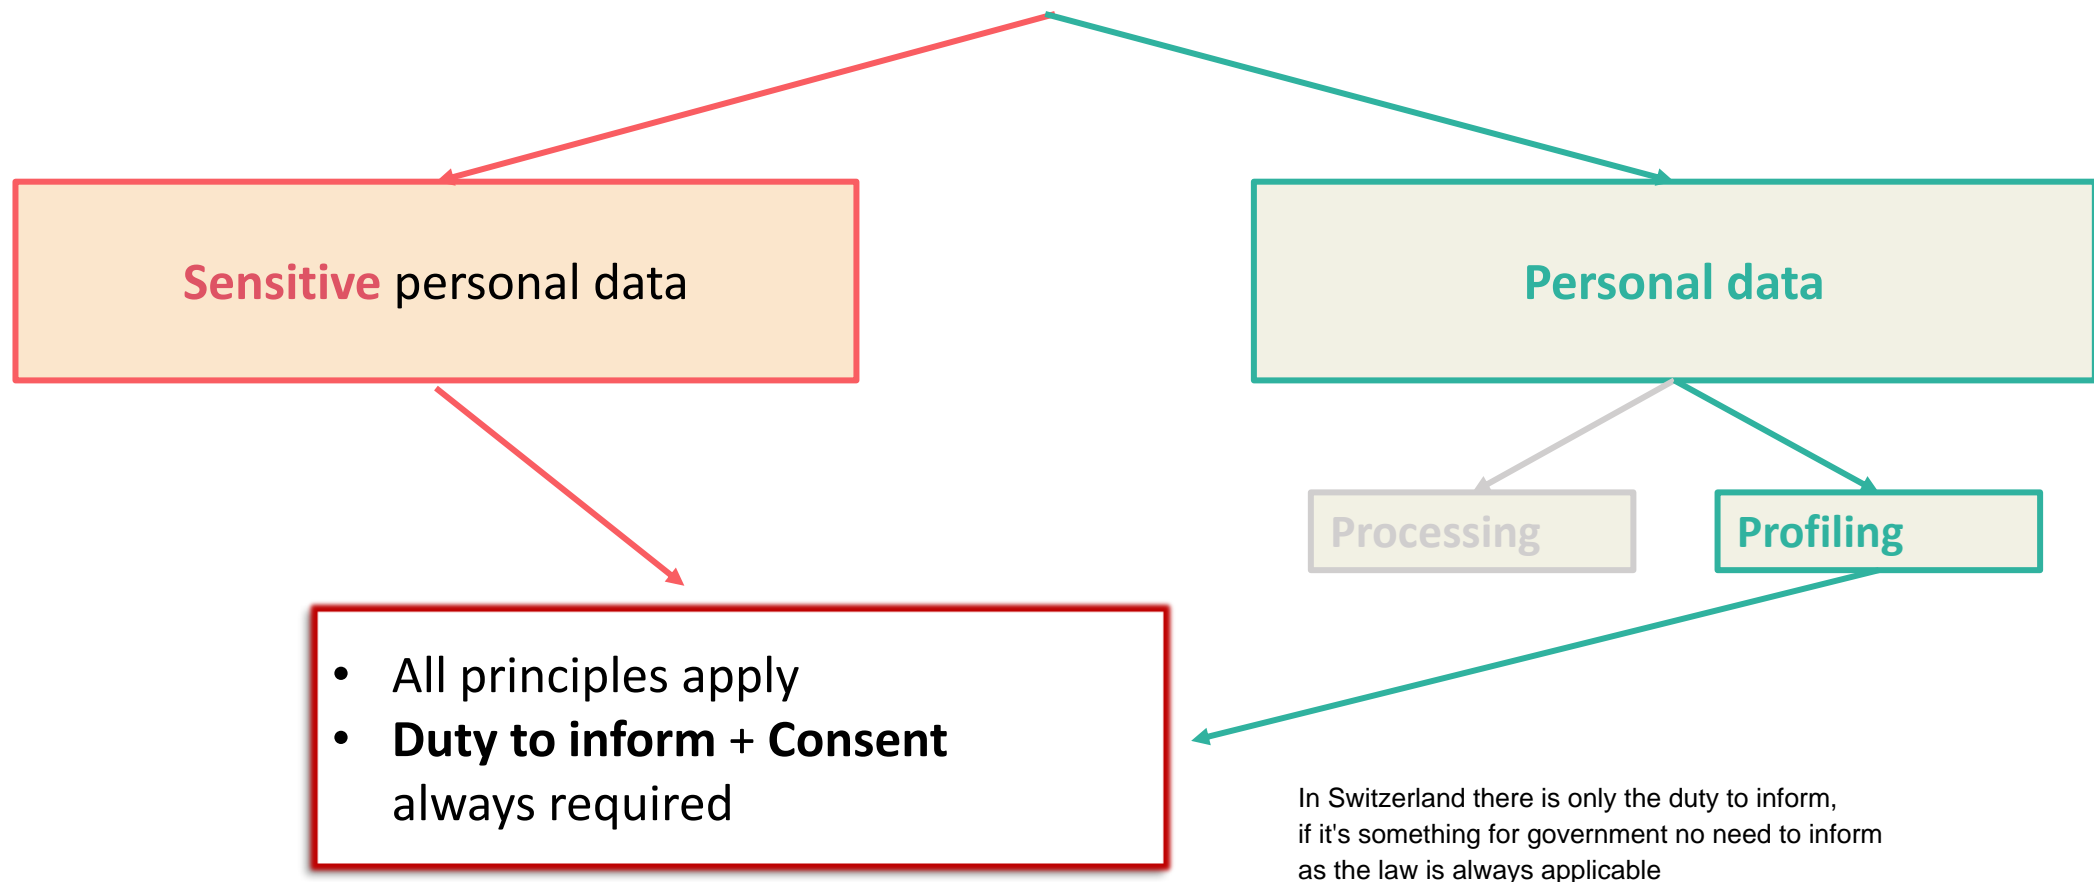 Sensitive personal data
Personal data
Processing
Profiling
• All principles apply
• Duty to inform + Consent
always required
In Switzerland there is only the duty to inform,
if it's something for government no need to inform
as the law is always applicable